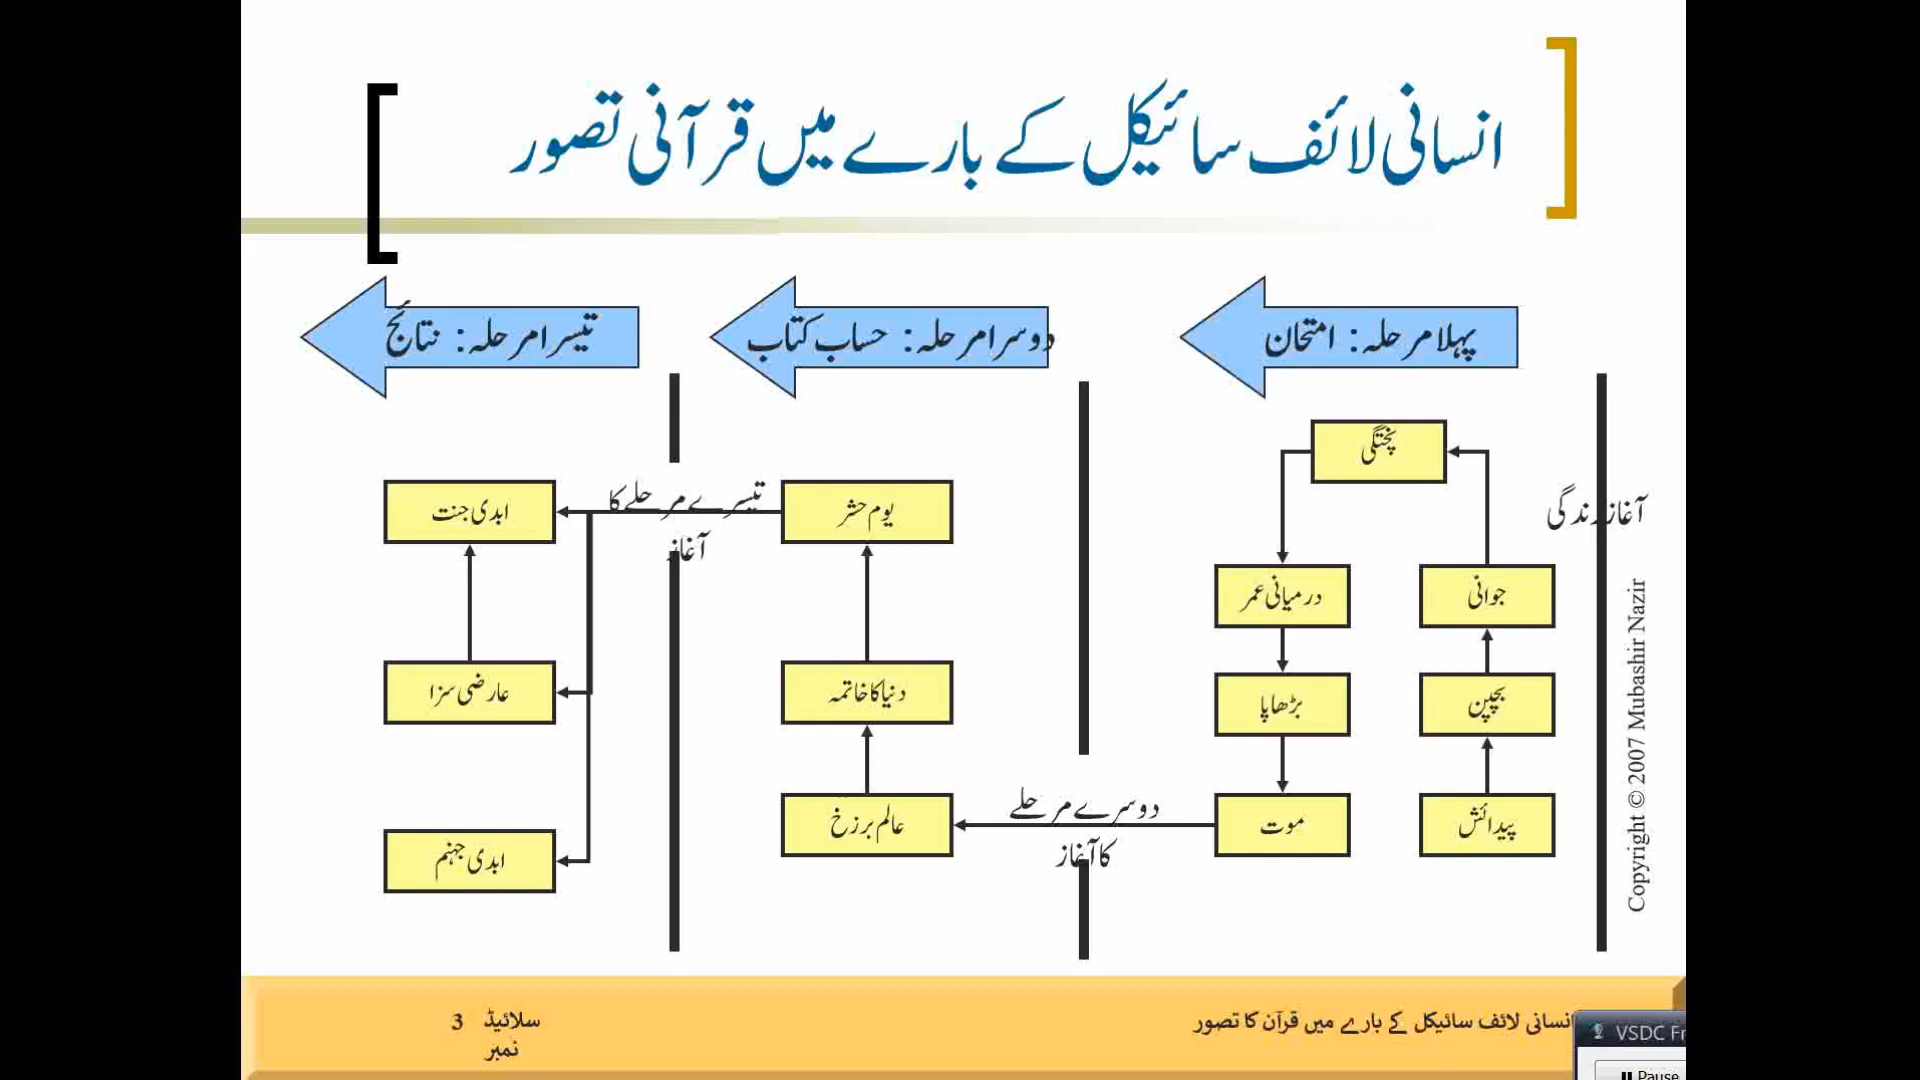 انسانی لائف سائیکل کے بارے میں قرآنی تصور
پہلا مرحلہ: امتحان
دوسرا مرحلہ: حساب کتاب
تیسرا مرحلہ: نتائج
آغاز زندگی
پختگی
جوانی
بچپن
پیدائش
درمیانی عمر
بڑھاپا
موت
دوسرے مرحلے
کا آغاز
یوم حشر
دنیا کا خاتمہ
عالم برزخ
تیسرے مرحلے کا
آغاز
ابدی جنت
عارضی سزا
ابدی جہنم
Copyright © 2007 Mubashir Nazir
انسانی لائف سائیکل کے بارے میں قرآن کا تصور
سلائیڈ 3
نمبر
VSDC Fr
Pause